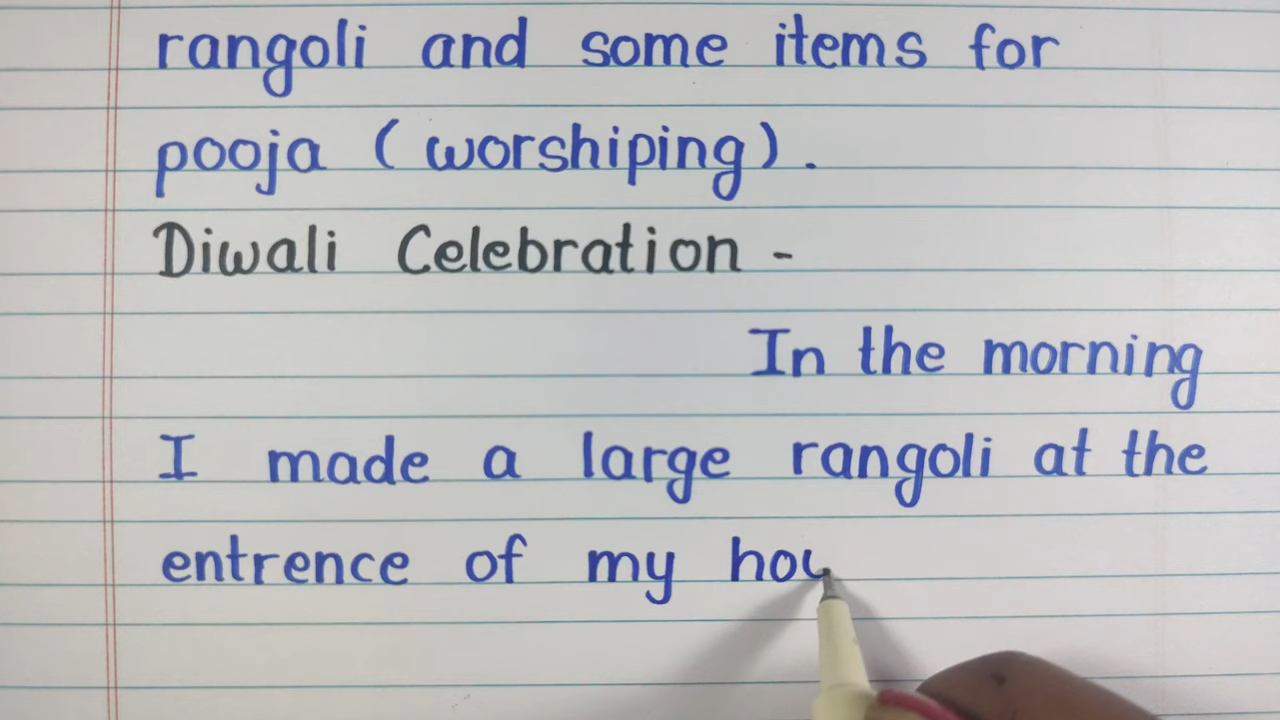 rangoli and some items for
pooja (worshiping).
Diwali Celebration -
In the morning
I made a large rangoli at the
entrence of my hou